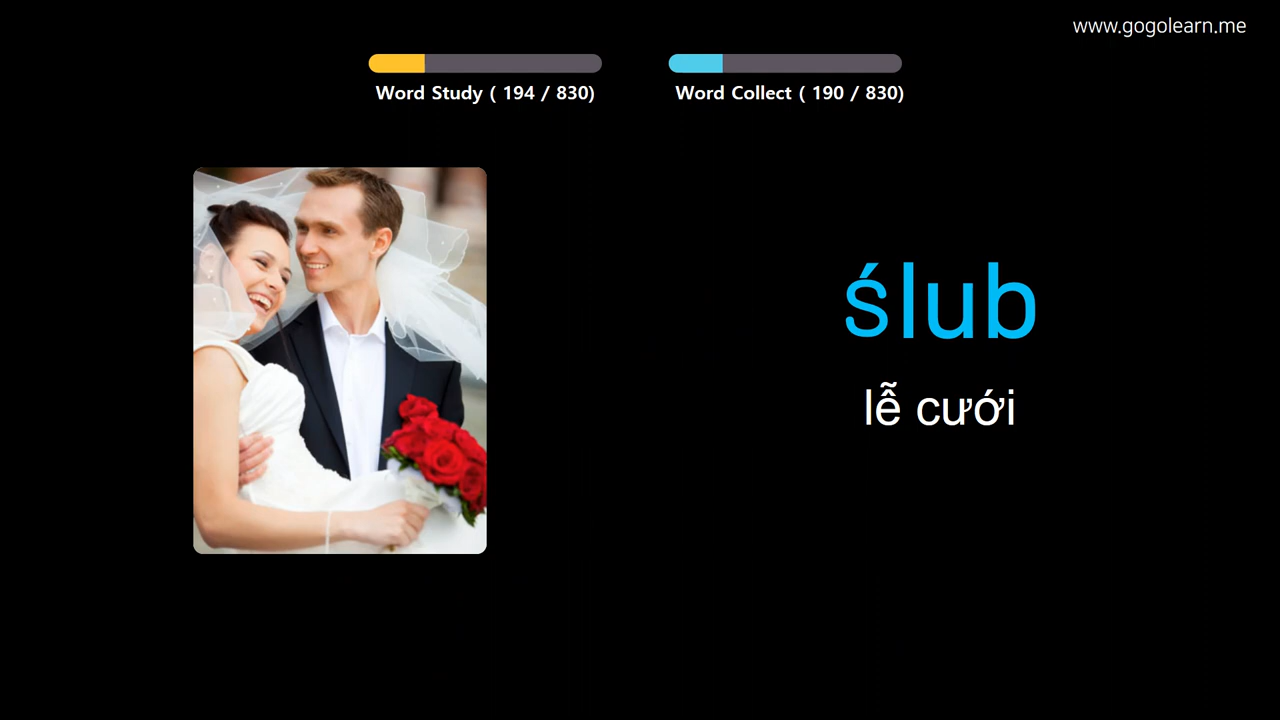 www.gogolearn.me
Word Study ( 194 / 830)
Word Collect ( 190 / 830)
ślub
lễ cưới